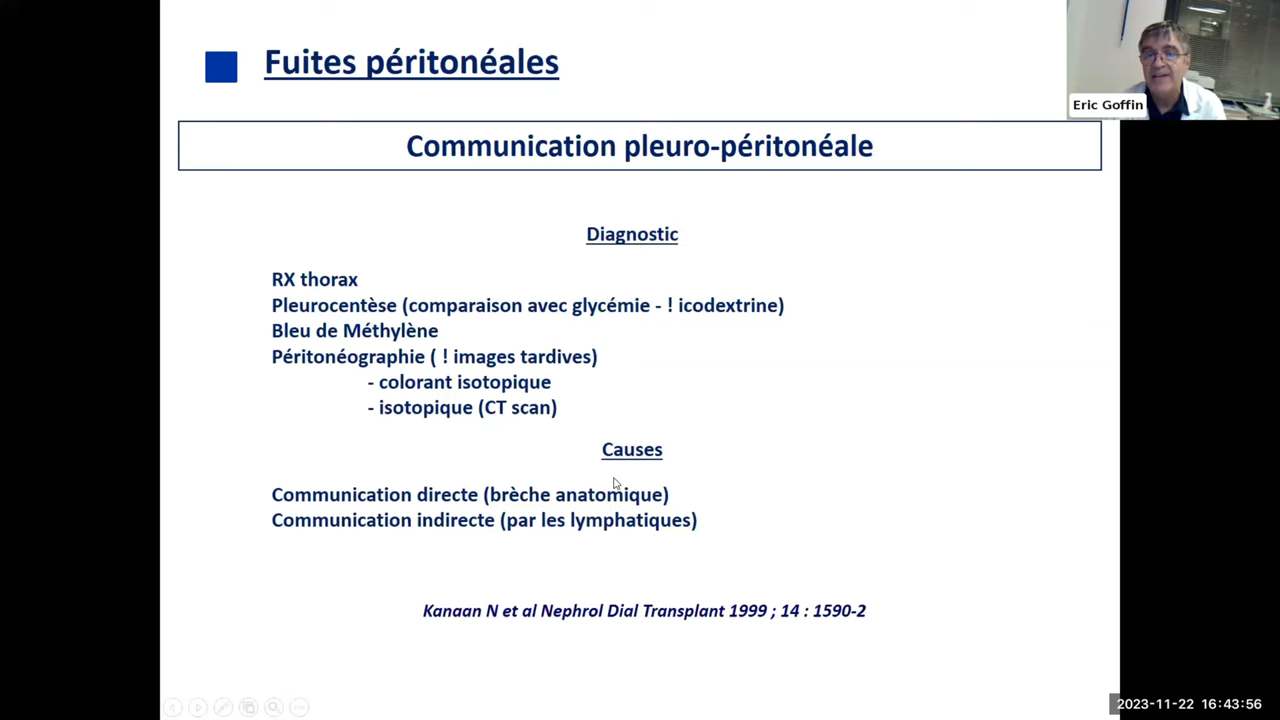 Fuites péritonéales
Eric Goffin
Communication pleuro-péritonéale
Diagnostic
RX thorax
Pleurocentèse (comparaison avec glycémie - ! icodextrine)
Bleu de Méthylène
Péritonéographie ( ! images tardives)
- colorant isotopique
- isotopique (CT scan)
Causes
Communication directe (brèche anatomique)
Communication indirecte (par les lymphatiques)
Kanaan N et al Nephrol Dial Transplant 1999 ; 14 : 1590-2
2023-11-22 16:43:56